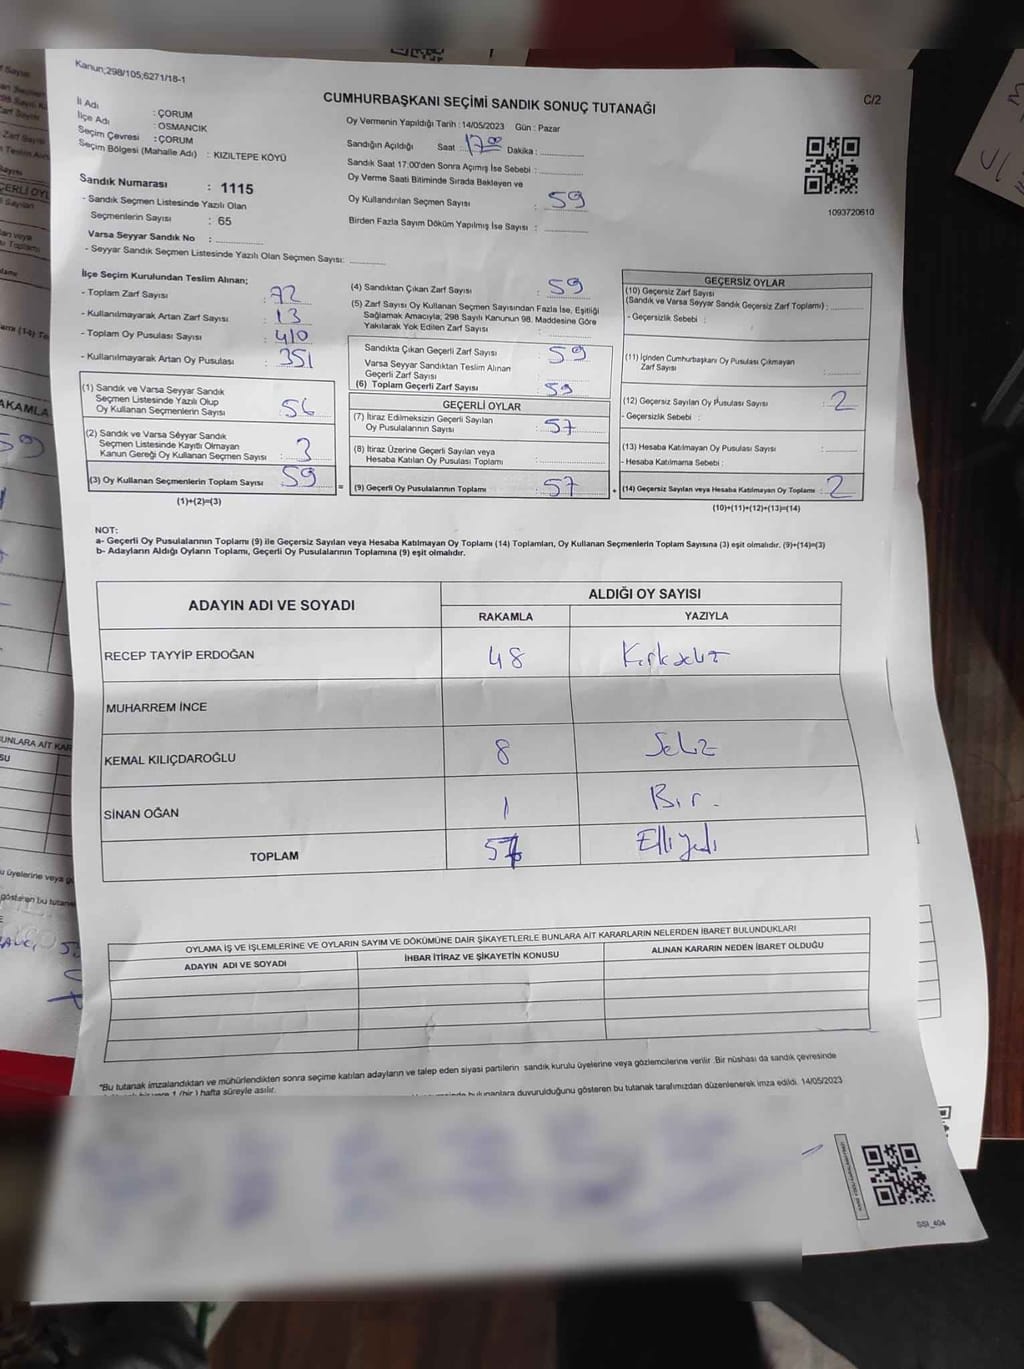 Kanun;298/105;6271/18-1
C/2
CUMHURBAŞKANI SEÇİMİ SANDIK SONUÇ TUTANAĞI
İl Adı : ÇORUM
İlçe Adı : OSMANCIK
Seçim Çevresi : ÇORUM
Seçim Bölgesi (Mahalle Adı) : KIZILTEPE KÖYÜ
Sandık Numarası : 1115
- Sandık Seçmen Listesinde Yazılı Olan
Seçmenlerin Sayısı : 65
Varsa Seyyar Sandık No :
- Seyyar Sandık Seçmen Listesinde Yazılı Olan Seçmen Sayısı:
Oy Vermenin Yapıldığı Tarih : 14/05/2023 Gün : Pazar
Sandığın Açıldığı Saat : 17:00 Dakika :
Sandık Saat 17:00'den Sonra Açımış İse Sebebi :
Oy Verme Saati Bitiminde Sırada Bekleyen ve
Oy Kullandırılan Seçmen Sayısı : 59
Birden Fazla Sayım Döküm Yapılmış İse Sayısı :
1093720610
İlçe Seçim Kurulundan Teslim Alınan;
- Toplam Zarf Sayısı : 72
- Kullanılmayarak Artan Zarf Sayısı : 13
- Toplam Oy Pusulası Sayısı : 410
- Kullanılmayarak Artan Oy Pusulası : 351
(1) Sandık ve Varsa Seyyar Sandık
Seçmen Listesinde Yazılı Olup
Oy Kullanan Seçmenlerin Sayısı : 56
(2) Sandık ve Varsa Seyyar Sandık
Seçmen Listesinde Kayıtlı Olmayan
Kanun Gereği Oy Kullanan Seçmen Sayısı : 3
(3) Oy Kullanan Seçmenlerin Toplam Sayısı : 59
(1)+(2)=(3)
(4) Sandıktan Çıkan Zarf Sayısı : 59
(5) Zarf Sayısı Oy Kullanan Seçmen Sayısından Fazla İse, Eşitliği
Sağlamak Amacıyla; 298 Sayılı Kanunun 98. Maddesine Göre
Yakılarak Yok Edilen Zarf Sayısı :
Sandıkta Çıkan Geçerli Zarf Sayısı : 59
Varsa Seyyar Sandıktan Teslim Alınan
Geçerli Zarf Sayısı :
(6) Toplam Geçerli Zarf Sayısı : 59
GEÇERLİ OYLAR
(7) İtiraz Edilmeksizin Geçerli Sayılan
Oy Pusulalarının Sayısı : 57
(8) İtiraz Üzerine Geçerli Sayılan veya
Hesaba Katılan Oy Pusulası Toplamı :
= (9) Geçerli Oy Pusulalarının Toplamı : 57
GEÇERSİZ OYLAR
(10) Geçersiz Zarf Sayısı
(Sandık ve Varsa Seyyar Sandık Geçersiz Zarf Toplamı) :
- Geçersizlik Sebebi :
(11) İçinden Cumhurbaşkanı Oy Pusulası Çıkmayan
Zarf Sayısı :
(12) Geçersiz Sayılan Oy Pusulası Sayısı : 2
- Geçersizlik Sebebi :
(13) Hesaba Katılmayan Oy Pusulası Sayısı :
- Hesaba Katılmama Sebebi :
+ (14) Geçersiz Sayılan veya Hesaba Katılmayan Oy Toplamı : 2
(10)+(11)+(12)+(13)=(14)
NOT:
a- Geçerli Oy Pusulalarının Toplamı (9) ile Geçersiz Sayılan veya Hesaba Katılmayan Oy Toplamı (14) Toplamları, Oy Kullanan Seçmenlerin Toplam Sayısına (3) eşit olmalıdır. (9)+(14)=(3)
b- Adayların Aldığı Oyların Toplamı, Geçerli Oy Pusulalarının Toplamına (9) eşit olmalıdır.
ADAYIN ADI VE SOYADI
ALDIĞI OY SAYISI
RAKAMLA YAZIYLA
RECEP TAYYİP ERDOĞAN 48 Kırksekiz
MUHARREM İNCE
KEMAL KILIÇDAROĞLU 8 Sekiz
SİNAN OĞAN 1 Bir.
TOPLAM 57 Elli yedi
OYLAMA İŞ VE İŞLEMLERİNE VE OYLARIN SAYIM VE DÖKÜMÜNE DAİR ŞİKAYETLERLE BUNLARA AİT KARARLARIN NELERDEN İBARET BULUNDUKLARI
ADAYIN ADI VE SOYADI İHBAR İTİRAZ VE ŞİKAYETİN KONUSU ALINAN KARARIN NEDEN İBARET OLDUĞU
*Bu tutanak imzalandıktan ve mühürlendikten sonra seçime katılan adayların ve talep eden siyasi partilerin sandık kurulu üyelerine veya gözlemcilerine verilir. Bir nüshası da sandık çevresinde
1 (bir) hafta süreyle asılır.
bulunanlara duyurulduğunu gösteren bu tutanak tarafımızdan düzenlenerek imza edildi. 14/05/2023
SSI_404